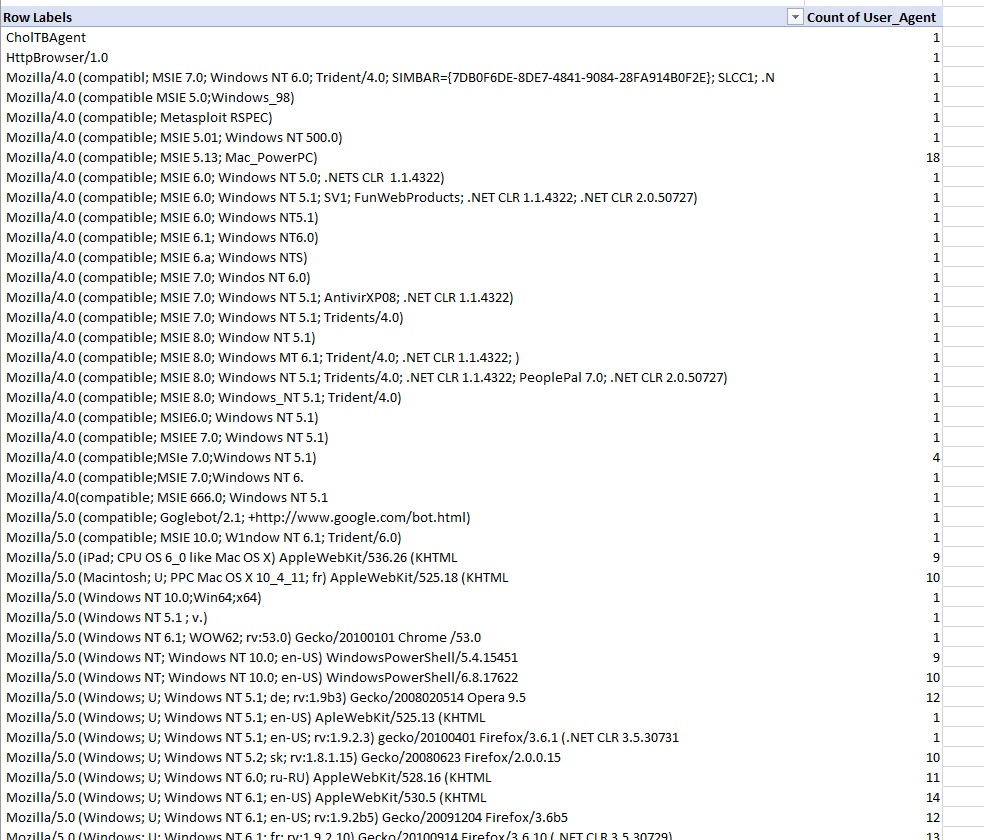 Row Labels Count of User_Agent
CholTBAgent 1
HttpBrowser/1.0 1
Mozilla/4.0 (compatibl; MSIE 7.0; Windows NT 6.0; Trident/4.0; SIMBAR={7DB0F6DE-8DE7-4841-9084-28FA914B0F2E}; SLCC1; .N 1
Mozilla/4.0 (compatible MSIE 5.0;Windows_98) 1
Mozilla/4.0 (compatible; Metasploit RSPEC) 1
Mozilla/4.0 (compatible; MSIE 5.01; Windows NT 500.0) 1
Mozilla/4.0 (compatible; MSIE 5.13; Mac_PowerPC) 18
Mozilla/4.0 (compatible; MSIE 6.0; Windows NT 5.0; .NETS CLR  1.1.4322) 1
Mozilla/4.0 (compatible; MSIE 6.0; Windows NT 5.1; SV1; FunWebProducts; .NET CLR 1.1.4322; .NET CLR 2.0.50727) 1
Mozilla/4.0 (compatible; MSIE 6.0; Windows NT5.1) 1
Mozilla/4.0 (compatible; MSIE 6.1; Windows NT6.0) 1
Mozilla/4.0 (compatible; MSIE 6.a; Windows NTS) 1
Mozilla/4.0 (compatible; MSIE 7.0; Windos NT 6.0) 1
Mozilla/4.0 (compatible; MSIE 7.0; Windows NT 5.1; AntivirXP08; .NET CLR 1.1.4322) 1
Mozilla/4.0 (compatible; MSIE 7.0; Windows NT 5.1; Tridents/4.0) 1
Mozilla/4.0 (compatible; MSIE 8.0; Window NT 5.1) 1
Mozilla/4.0 (compatible; MSIE 8.0; Windows MT 6.1; Trident/4.0; .NET CLR 1.1.4322; ) 1
Mozilla/4.0 (compatible; MSIE 8.0; Windows NT 5.1; Tridents/4.0; .NET CLR 1.1.4322; PeoplePal 7.0; .NET CLR 2.0.50727) 1
Mozilla/4.0 (compatible; MSIE 8.0; Windows_NT 5.1; Trident/4.0) 1
Mozilla/4.0 (compatible; MSIE6.0; Windows NT 5.1) 1
Mozilla/4.0 (compatible; MSIEE 7.0; Windows NT 5.1) 1
Mozilla/4.0 (compatible;MSIe 7.0;Windows NT 5.1) 4
Mozilla/4.0 (compatible;MSIE 7.0;Windows NT 6. 1
Mozilla/4.0(compatible; MSIE 666.0; Windows NT 5.1 1
Mozilla/5.0 (compatible; Goglebot/2.1; +http://www.google.com/bot.html) 1
Mozilla/5.0 (compatible; MSIE 10.0; W1ndow NT 6.1; Trident/6.0) 1
Mozilla/5.0 (iPad; CPU OS 6_0 like Mac OS X) AppleWebKit/536.26 (KHTML 9
Mozilla/5.0 (Macintosh; U; PPC Mac OS X 10_4_11; fr) AppleWebKit/525.18 (KHTML 10
Mozilla/5.0 (Windows NT 10.0;Win64;x64) 1
Mozilla/5.0 (Windows NT 5.1 ; v.) 1
Mozilla/5.0 (Windows NT 6.1; WOW62; rv:53.0) Gecko/20100101 Chrome /53.0 1
Mozilla/5.0 (Windows NT; Windows NT 10.0; en-US) WindowsPowerShell/5.4.15451 9
Mozilla/5.0 (Windows NT; Windows NT 10.0; en-US) WindowsPowerShell/6.8.17622 10
Mozilla/5.0 (Windows; U; Windows NT 5.1; de; rv:1.9b3) Gecko/2008020514 Opera 9.5 12
Mozilla/5.0 (Windows; U; Windows NT 5.1; en-US) ApleWebKit/525.13 (KHTML 1
Mozilla/5.0 (Windows; U; Windows NT 5.1; en-US; rv:1.9.2.3) gecko/20100401 Firefox/3.6.1 (.NET CLR 3.5.30731 1
Mozilla/5.0 (Windows; U; Windows NT 5.2; sk; rv:1.8.1.15) Gecko/20080623 Firefox/2.0.0.15 10
Mozilla/5.0 (Windows; U; Windows NT 6.0; ru-RU) AppleWebKit/528.16 (KHTML 11
Mozilla/5.0 (Windows; U; Windows NT 6.1; en-US) AppleWebKit/530.5 (KHTML 14
Mozilla/5.0 (Windows; U; Windows NT 6.1; en-US; rv:1.9.2b5) Gecko/20091204 Firefox/3.6b5 12
Mozilla/5.0 (Windows; U; Windows NT 6.1; fr; rv:1.9.2.10) Gecko/20100914 Firefox/3.6.10 (.NET CLR 3.5.30729) 13